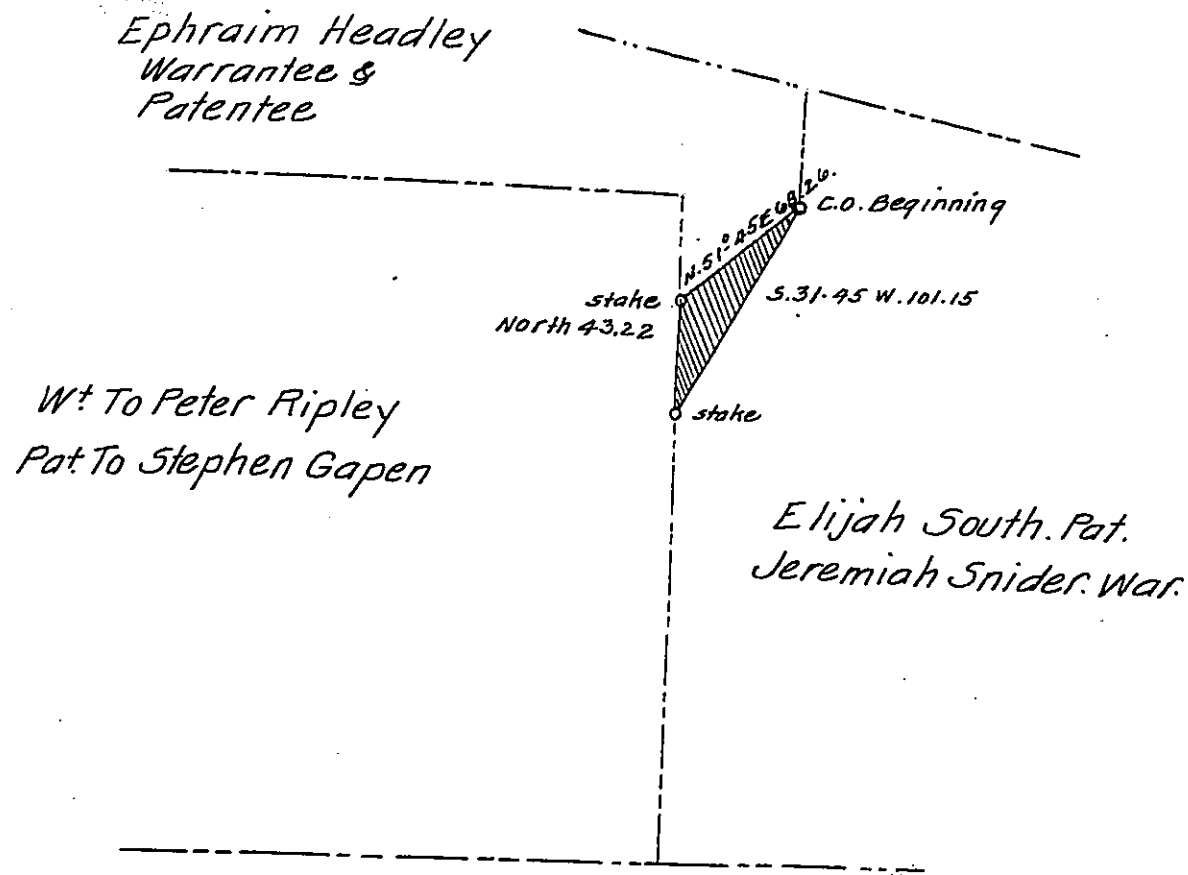 Ephraim Headley
Warrantee &
Patentee
N.51°-45E 68.26.
C.O. Beginning
S.31-45 W.101.15
stake
North 43.22
stake
Wt To Peter Ripley
Pat. To Stephen Gapen
Elijah South. Pat.
Jeremiah Snider. War.